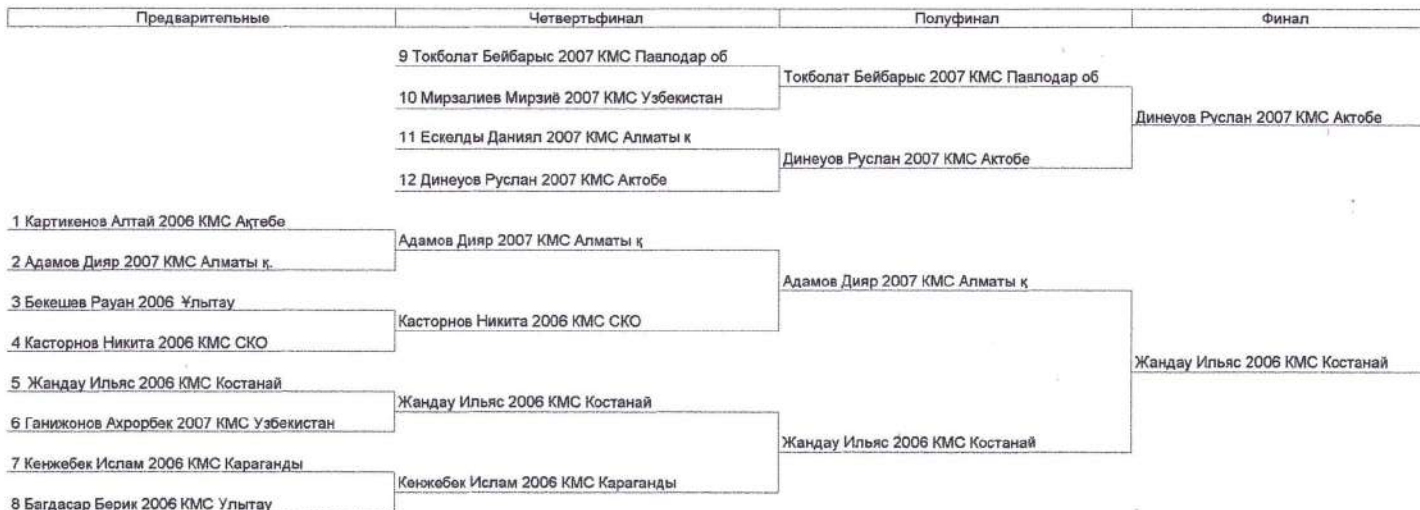 Предварительные Четвертьфинал Полуфинал Финал
9 Токболат Бейбарыс 2007 КМС Павлодар об
Токболат Бейбарыс 2007 КМС Павлодар об
10 Мирзалиев Мирзиё 2007 КМС Узбекистан
Динеуов Руслан 2007 КМС Актобе
11 Ескелды Даниял 2007 КМС Алматы к
Динеуов Руслан 2007 КМС Актобе
12 Динеуов Руслан 2007 КМС Актобе
1 Картикенов Алтай 2006 КМС Ақтебе
Адамов Дияр 2007 КМС Алматы қ
2 Адамов Дияр 2007 КМС Алматы қ.
Адамов Дияр 2007 КМС Алматы қ
3 Бекешев Рауан 2006 Ұлытау
Касторнов Никита 2006 КМС СКО
4 Касторнов Никита 2006 КМС СКО
Жандау Ильяс 2006 КМС Костанай
5 Жандау Ильяс 2006 КМС Костанай
Жандау Ильяс 2006 КМС Костанай
6 Ганижонов Ахрорбек 2007 КМС Узбекистан
Жандау Ильяс 2006 КМС Костанай
7 Кенжебек Ислам 2006 КМС Караганды
Кенжебек Ислам 2006 КМС Караганды
8 Багдасар Берик 2006 КМС Улытау